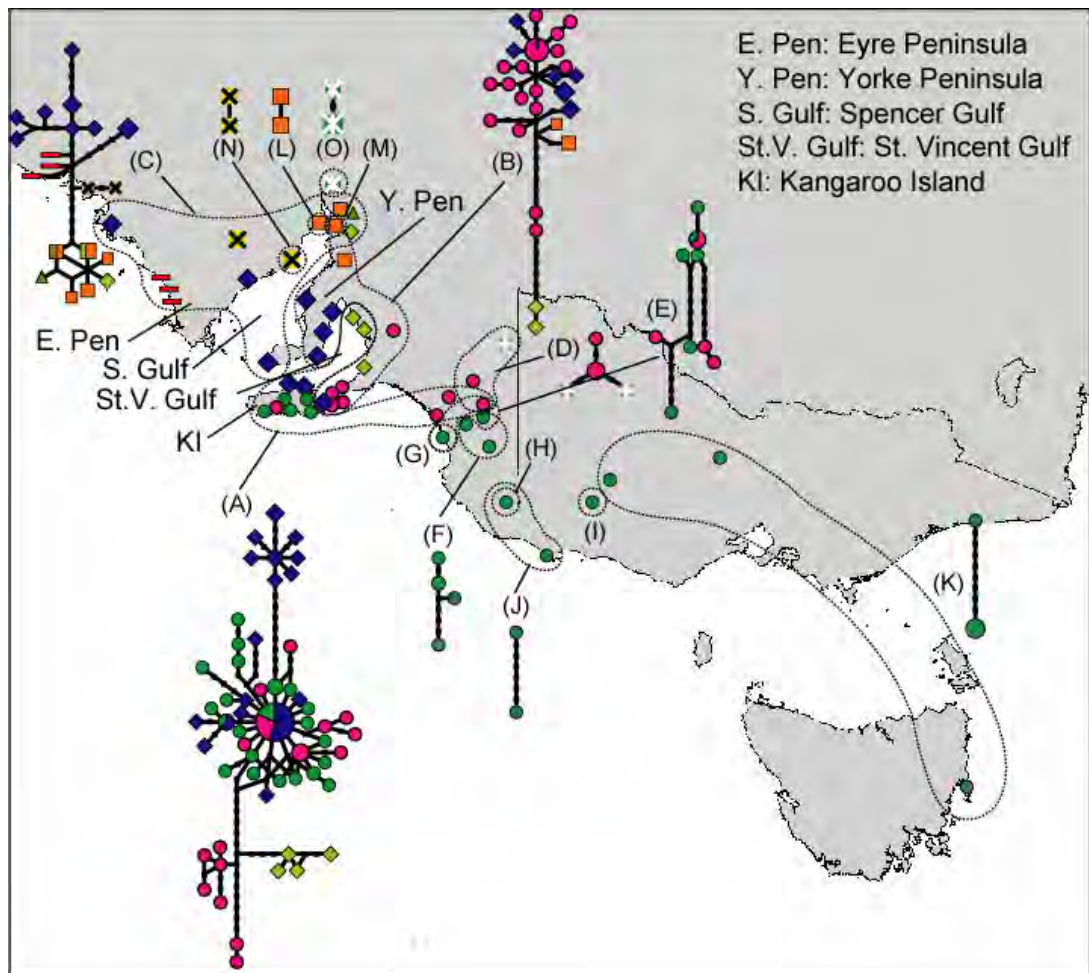 E. Pen: Eyre Peninsula
Y. Pen: Yorke Peninsula
S. Gulf: Spencer Gulf
St.V. Gulf: St. Vincent Gulf
KI: Kangaroo Island
(C)
(N)
(L)
(O)
(M)
(B)
Y. Pen
E. Pen
S. Gulf
St.V. Gulf
KI
(E)
(D)
(G)
(H)
(A)
(F)
(I)
(K)
(J)